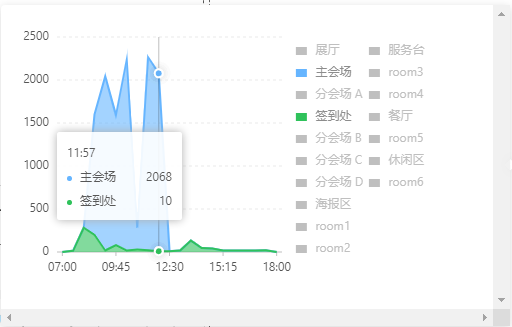 2500
2000
1500
1000
500
0
07:00 09:45 12:30 15:15 18:00
11:57
主会场 2068
签到处 10
展厅 服务台
主会场 room3
分会场 A room4
签到处 餐厅
分会场 B room5
分会场 C 休闲区
分会场 D room6
海报区
room1
room2